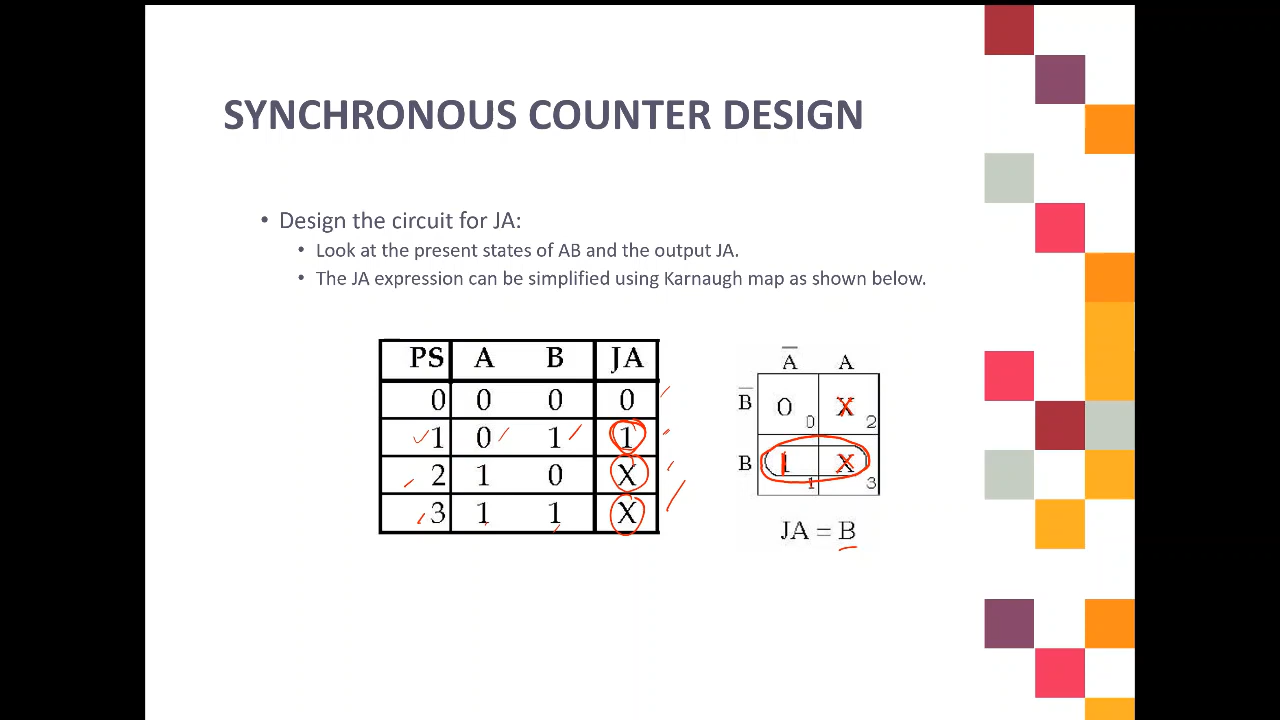 SYNCHRONOUS COUNTER DESIGN
• Design the circuit for JA:
• Look at the present states of AB and the output JA.
• The JA expression can be simplified using Karnaugh map as shown below.
PS A B JA
0 0 0 0
1 0 1 1
2 1 0 X
3 1 1 X
A̅ A
B̅ 0 0 X 2
B 1 1 X 3
JA = B